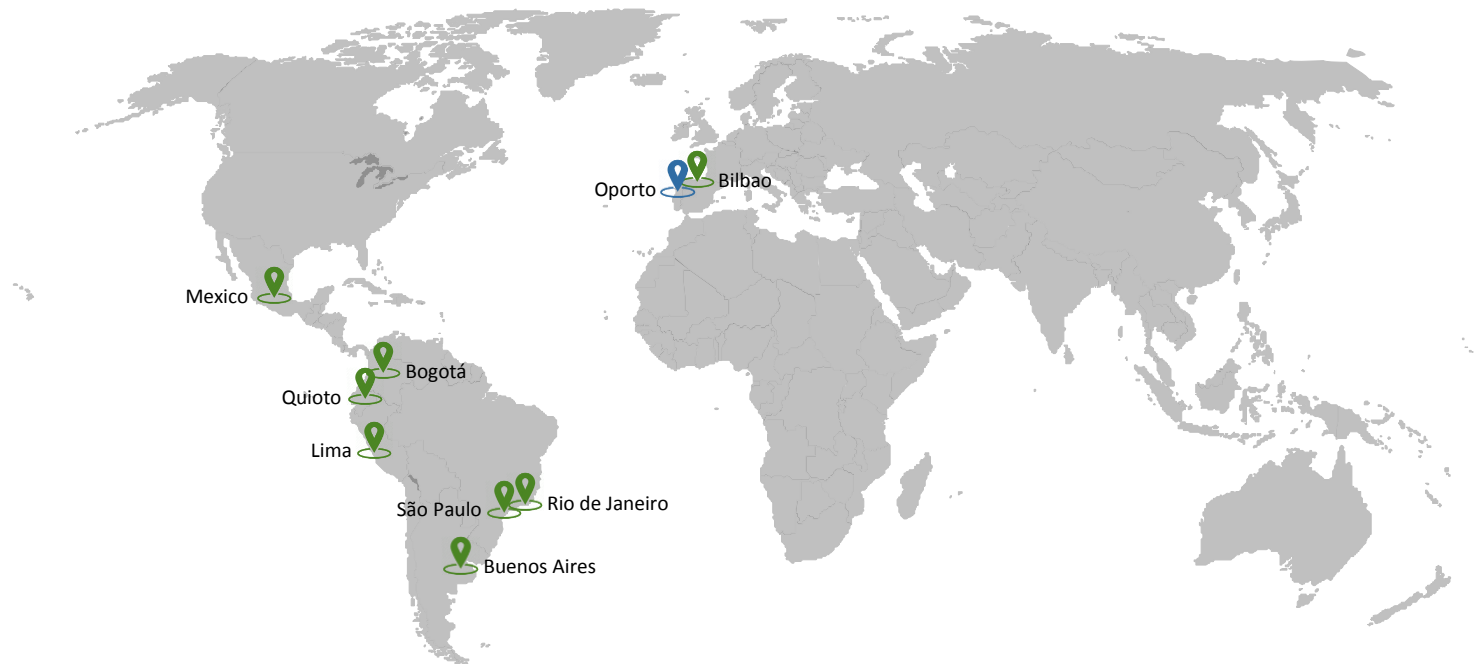 Oporto
Bilbao
Mexico
Bogotá
Quioto
Lima
São Paulo
Rio de Janeiro
Buenos Aires